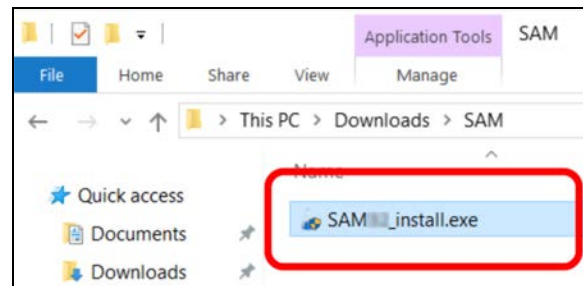 Application Tools SAM
File Home Share View Manage
This PC > Downloads > SAM
Name
Quick access
SAM _install.exe
Documents
Downloads